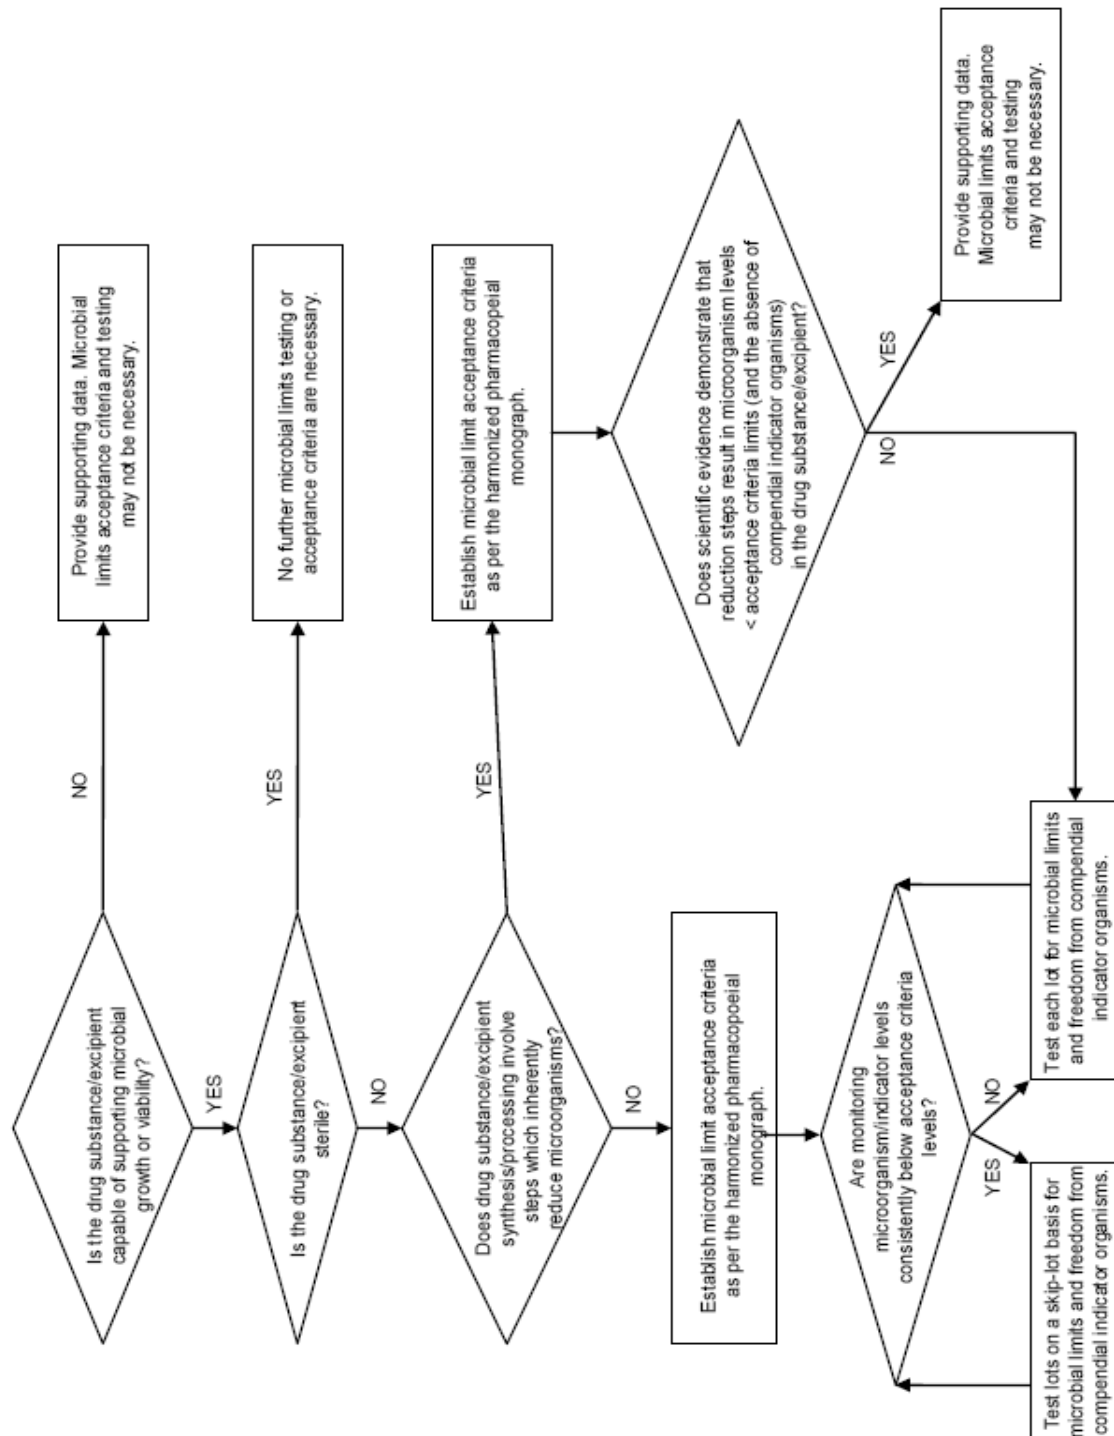 Is the drug substance/excipient
capable of supporting microbial
growth or viability?
NO
Provide supporting data. Microbial
limits acceptance criteria and testing
may not be necessary.
YES
Is the drug substance/excipient
sterile?
YES
No further microbial limits testing or
acceptance criteria are necessary.
NO
Does drug substance/excipient
synthesis/processing involve
steps which inherently
reduce microorganisms?
YES
Establish microbial limit acceptance criteria
as per the harmonized pharmacopeial
monograph.
NO
Establish microbial limit acceptance criteria
as per the harmonized pharmacopoeial
monograph.
Does scientific evidence demonstrate that
reduction steps result in microorganism levels
< acceptance criteria limits (and the absence of
compendial indicator organisms)
in the drug substance/excipient?
YES
Provide supporting data.
Microbial limits acceptance
criteria and testing
may not be necessary.
NO
Are monitoring
microorganism/indicator levels
consistently below acceptance criteria
levels?
YES
NO
Test lots on a skip-lot basis for
microbial limits and freedom from
compendial indicator organisms.
Test each lot for microbial limits
and freedom from compendial
indicator organisms.